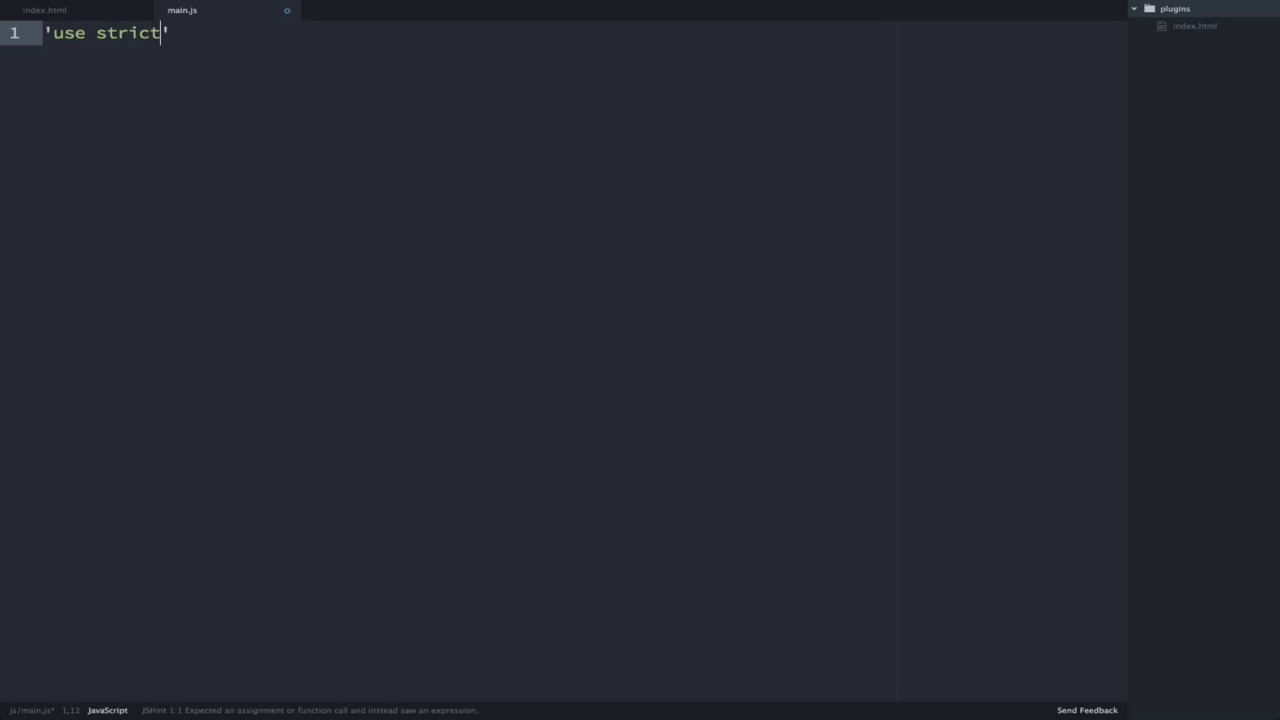 index.html
main.js
plugins
index.html
1 'use strict'
js/main.js* 1,12 JavaScript JSHint 1:1 Expected an assignment or function call and instead saw an expression. Send Feedback